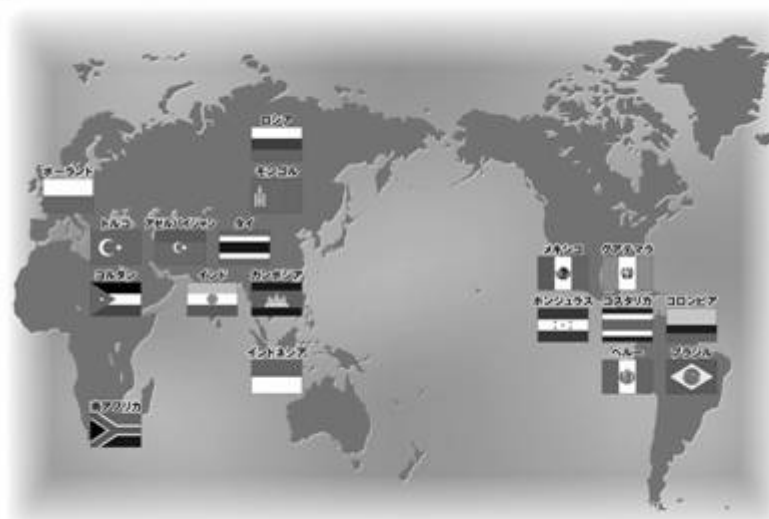 ロシア
ポーランド
モンゴル
トルコ
アゼルバイジャン
タイ
メキシコ
グアテマラ
ヨルダン
インド
カンボジア
ホンジュラス
コスタリカ
コロンビア
インドネシア
ペルー
ブラジル
南アフリカ